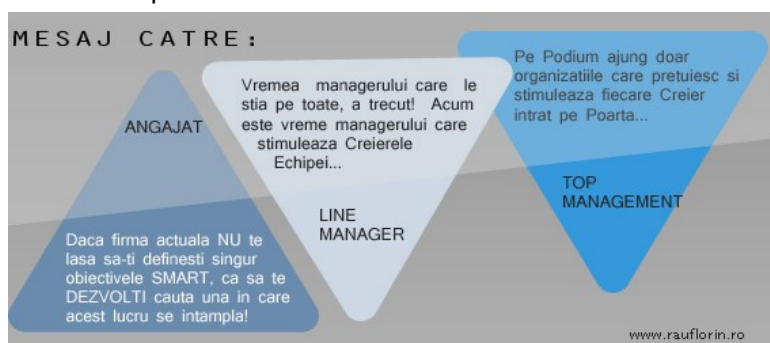 MESAJ CATRE:
ANGAJAT
Daca firma actuala NU te
lasa sa-ti definesti singur
obiectivele SMART, ca sa te
DEZVOLTI cauta una in care
acest lucru se intampla!
Vremea managerului care le
stia pe toate, a trecut! Acum
este vreme managerului care
stimuleaza Creierele
Echipei...
LINE
MANAGER
Pe Podium ajung doar
organizatiile care pretuiesc si
stimuleaza fiecare Creier
intrat pe Poarta...
TOP
MANAGEMENT
www.rauflorin.ro